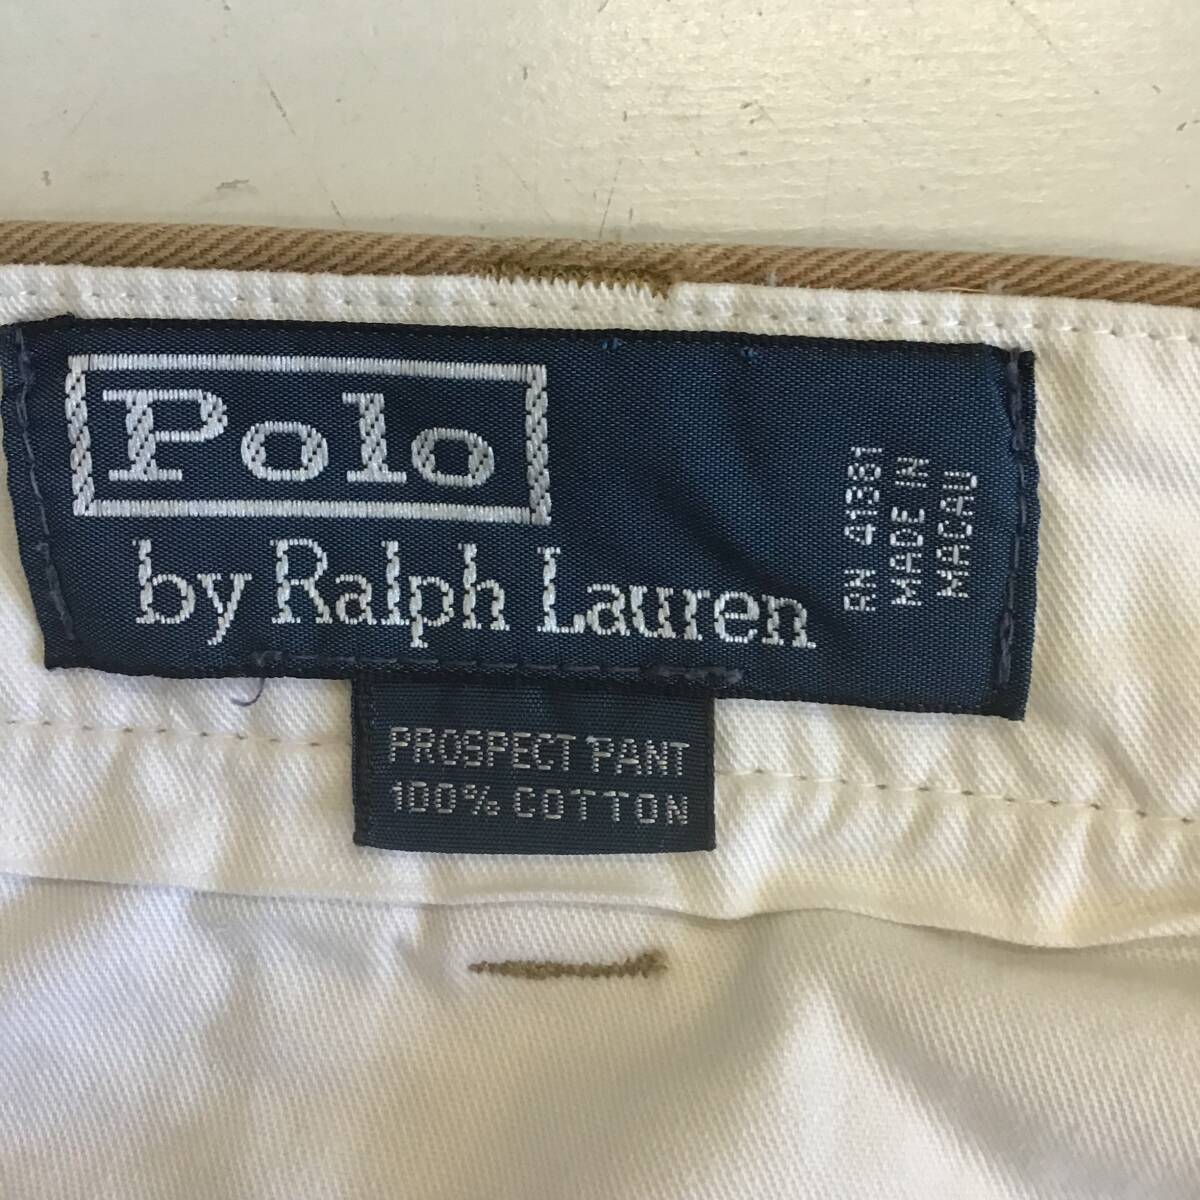 Polo
by Ralph Lauren
RN 41381
MADE IN
MACAU
PROSPECT PANT
100% COTTON